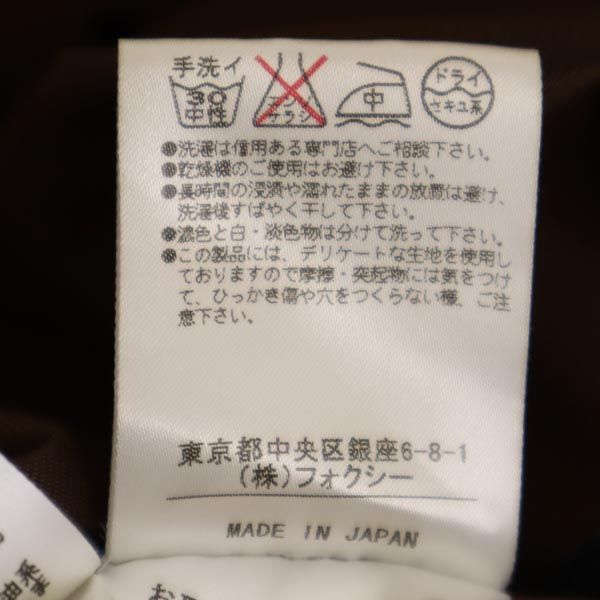 手洗イ
30
中性
エンソ
サラシ
中
ドライ
セキユ系
●洗濯は信用ある専門店へご相談下さい。
●乾燥機のご使用はお避け下さい。
●長時間の浸漬や濡れたままの放置は避け、
洗濯後すばやく干して下さい。
●濃色と白・淡色物は分けて洗って下さい。
●この製品には、デリケートな生地を使用し
ておりますので摩擦・突起物には気をつけ
て、ひっかき傷や穴をつくらない様、ご注
意下さい。
東京都中央区銀座6-8-1
(株)フォクシー
MADE IN JAPAN